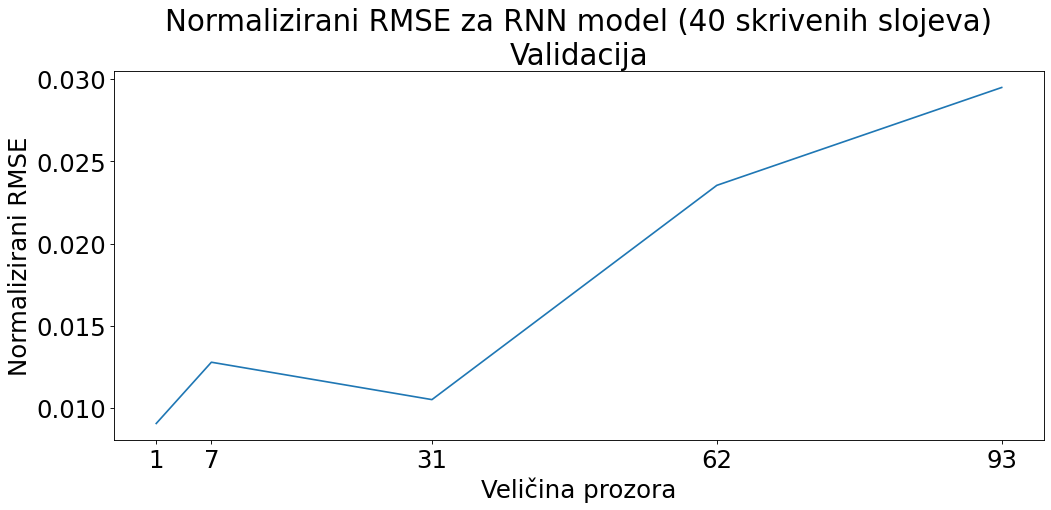 Normalizirani RMSE za RNN model (40 skrivenih slojeva)
Validacija
Normalizirani RMSE
0.030
0.025
0.020
0.015
0.010
1 7 31 62 93
Veličina prozora